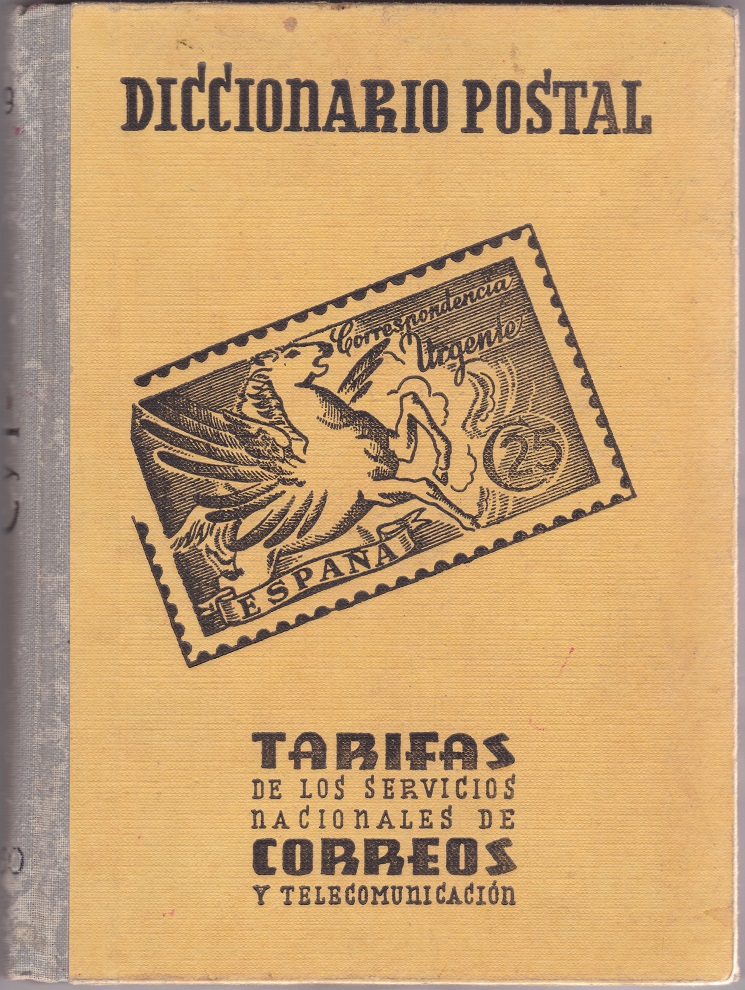 DICCIONARIO POSTAL
Correspondencia
Urgente
25
ESPAÑA
TARIFAS
DE LOS SERVICIOS
NACIONALES DE
CORREOS
Y TELECOMUNICACIÓN